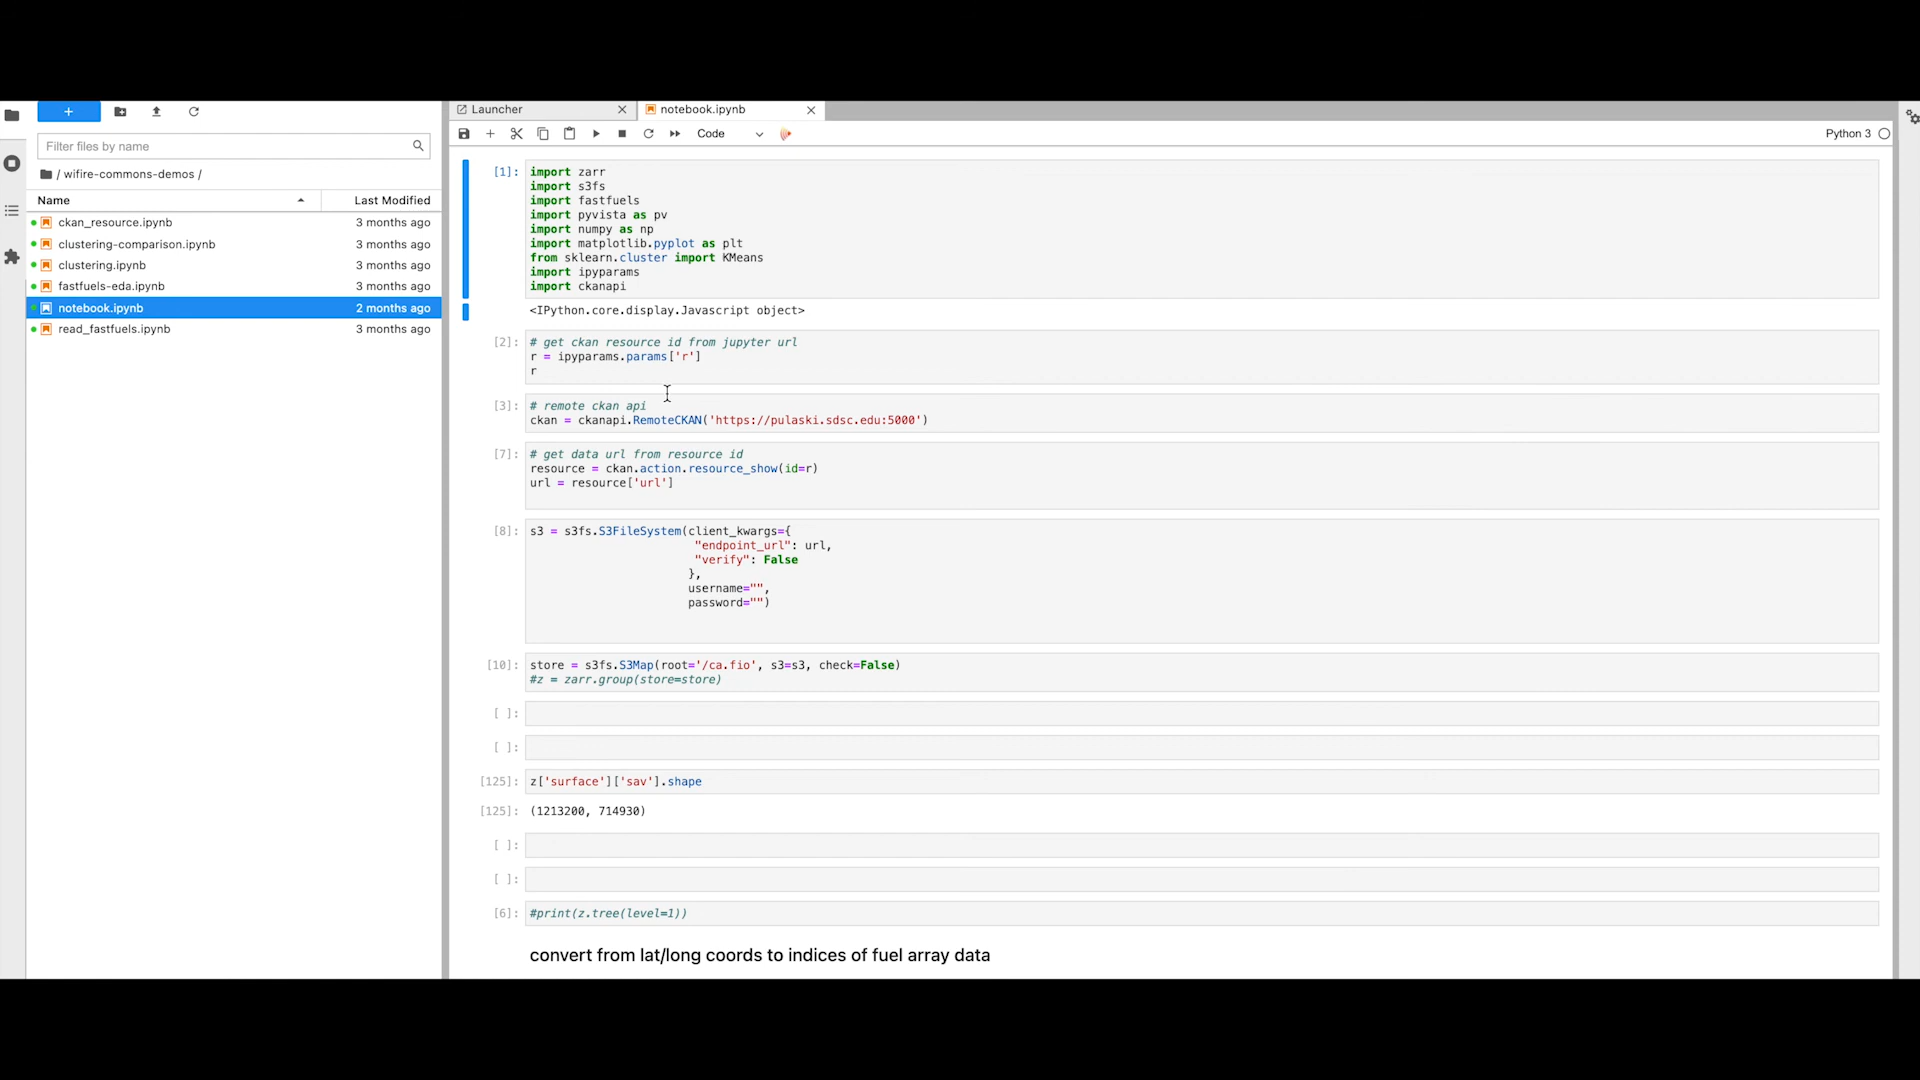 Launcher
notebook.ipynb
Filter files by name
Code
Python 3
/ wifire-commons-demos /
Name
Last Modified
ckan_resource.ipynb
3 months ago
clustering-comparison.ipynb
3 months ago
clustering.ipynb
3 months ago
fastfuels-eda.ipynb
3 months ago
notebook.ipynb
2 months ago
read_fastfuels.ipynb
3 months ago
[1]:
import zarr
import s3fs
import fastfuels
import pyvista as pv
import numpy as np
import matplotlib.pyplot as plt
from sklearn.cluster import KMeans
import ipyparams
import ckanapi
<IPython.core.display.Javascript object>
[2]:
# get ckan resource id from jupyter url
r = ipyparams.params['r']
r
[3]:
# remote ckan api
ckan = ckanapi.RemoteCKAN('https://pulaski.sdsc.edu:5000')
[7]:
# get data url from resource id
resource = ckan.action.resource_show(id=r)
url = resource['url']
[8]:
s3 = s3fs.S3FileSystem(client_kwargs={
"endpoint_url": url,
"verify": False
},
username="",
password="")
[10]:
store = s3fs.S3Map(root='/ca.fio', s3=s3, check=False)
#z = zarr.group(store=store)
[ ]:
[ ]:
[125]:
z['surface']['sav'].shape
[125]:
(1213200, 714930)
[ ]:
[ ]:
[6]:
#print(z.tree(level=1))
convert from lat/long coords to indices of fuel array data